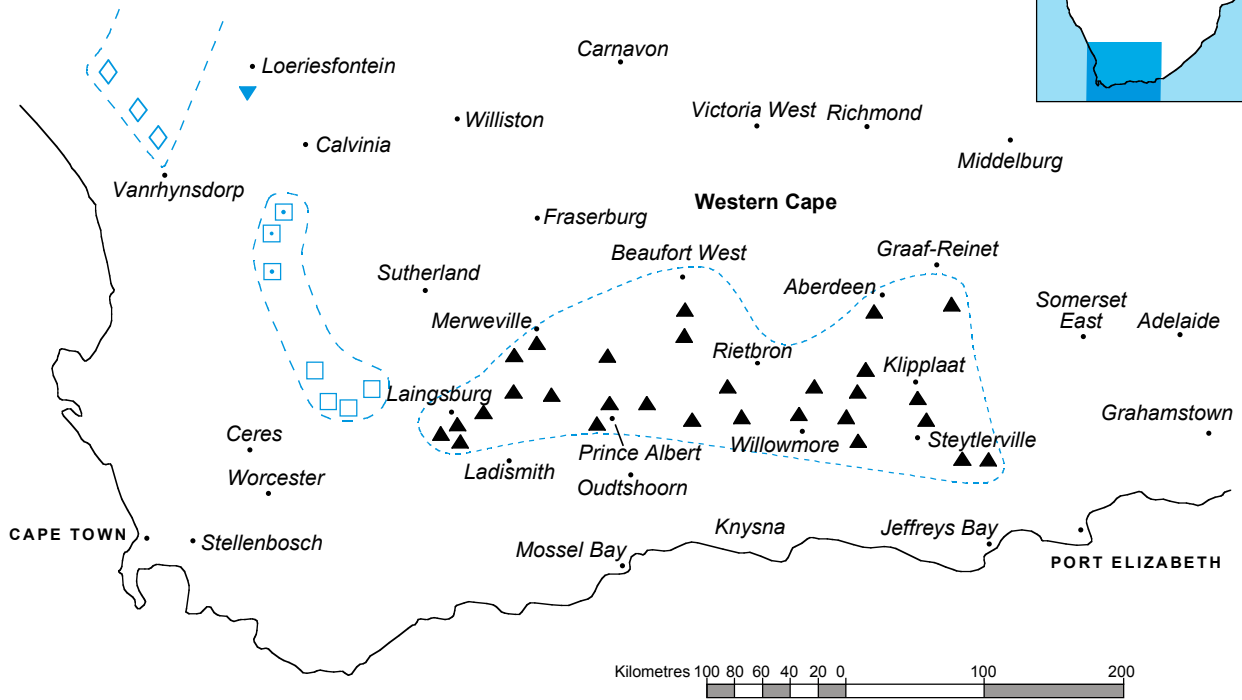 Carnavon
Loeriesfontein
Victoria West
Richmond
Williston
Calvinia
Middelburg
Vanrhynsdorp
Western Cape
Fraserburg
Beaufort West
Graaf-Reinet
Sutherland
Aberdeen
Somerset
East
Adelaide
Merweville
Rietbron
Klipplaat
Laingsburg
Grahamstown
Ceres
Willowmore
Steytlerville
Prince Albert
Ladismith
Worcester
Oudtshoorn
CAPE TOWN
Stellenbosch
Knysna
Jeffreys Bay
Mossel Bay
PORT ELIZABETH
Kilometres 100 80 60 40 20 0 100 200